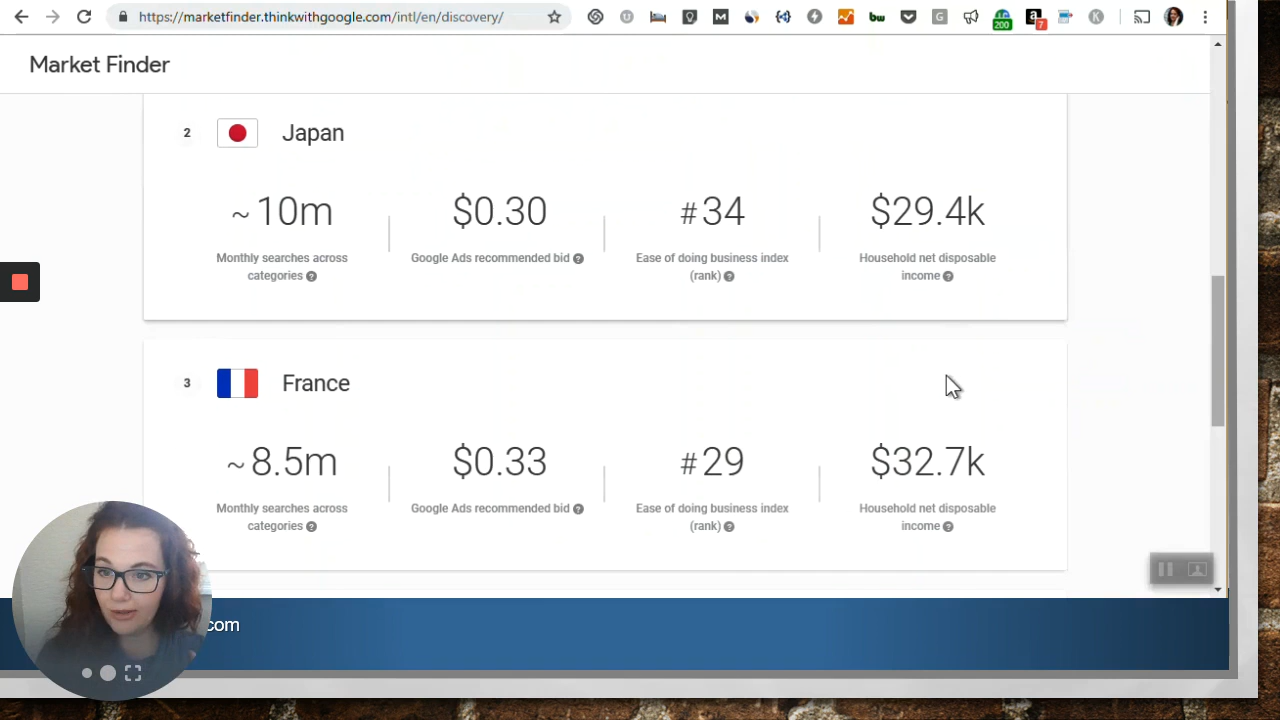 https://marketfinder.thinkwithgoogle.com/intl/en/discovery/
M
bw
G
200
a
7
K
Market Finder
2 Japan
~ 10m $0.30 #34 $29.4k
Monthly searches across categories Google Ads recommended bid Ease of doing business index (rank) Household net disposable income
3 France
~ 8.5m $0.33 #29 $32.7k
Monthly searches across categories Google Ads recommended bid Ease of doing business index (rank) Household net disposable income
com